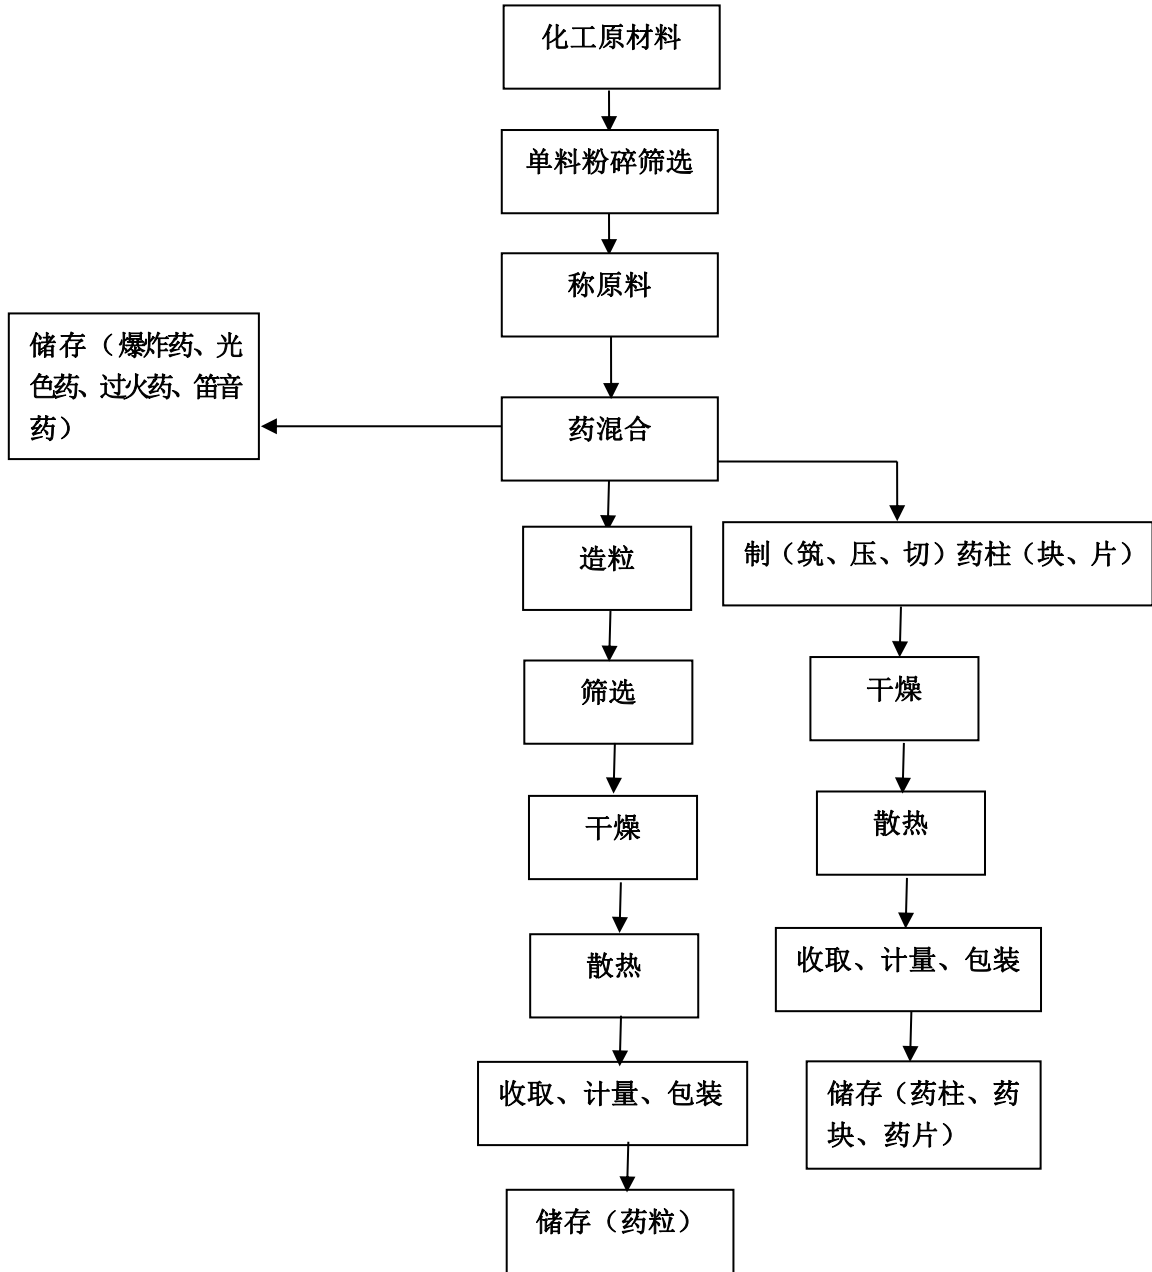 化工原材料
单料粉碎筛选
称原料
储存（爆炸药、光
色药、过火药、笛音
药）
药混合
造粒
制（筑、压、切）药柱（块、片）
筛选
干燥
干燥
散热
散热
收取、计量、包装
收取、计量、包装
储存（药柱、药
块、药片）
储存（药粒）